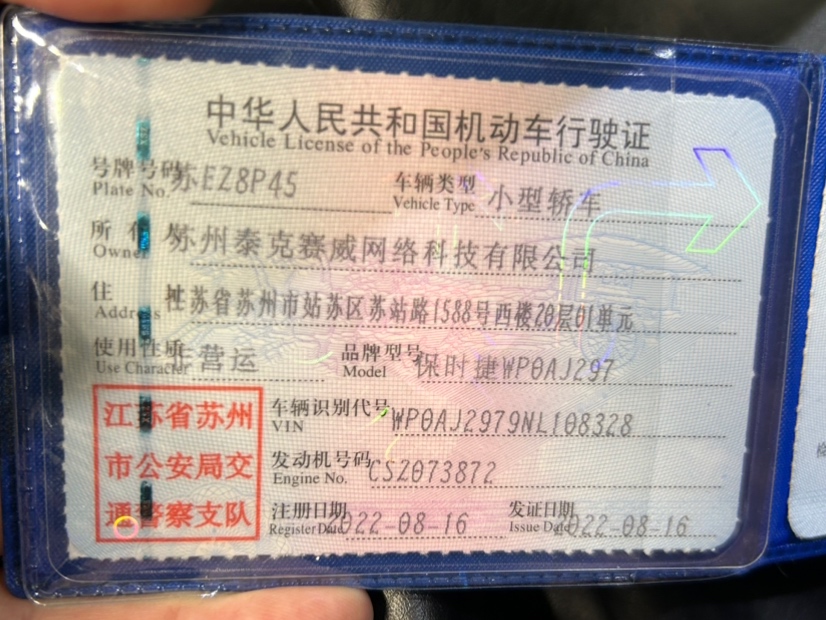 中华人民共和国机动车行驶证
Vehicle License of the People's Republic of China
号牌号码 苏EZ8P45 车辆类型 小型轿车
Plate No. Vehicle Type
所有人 苏州泰克赛威网络科技有限公司
Owner
住址 江苏省苏州市姑苏区苏站路1588号西楼20层01单元
Address
使用性质 营运 品牌型号 保时捷WP0AJ297
Use Character Model
江苏省苏州
市公安局交
通警察支队
车辆识别代号 WP0AJ2979NL108328
VIN
发动机号码 CSZ073872
Engine No.
注册日期 022-08-16 发证日期 022-08-16
Register Date Issue Date